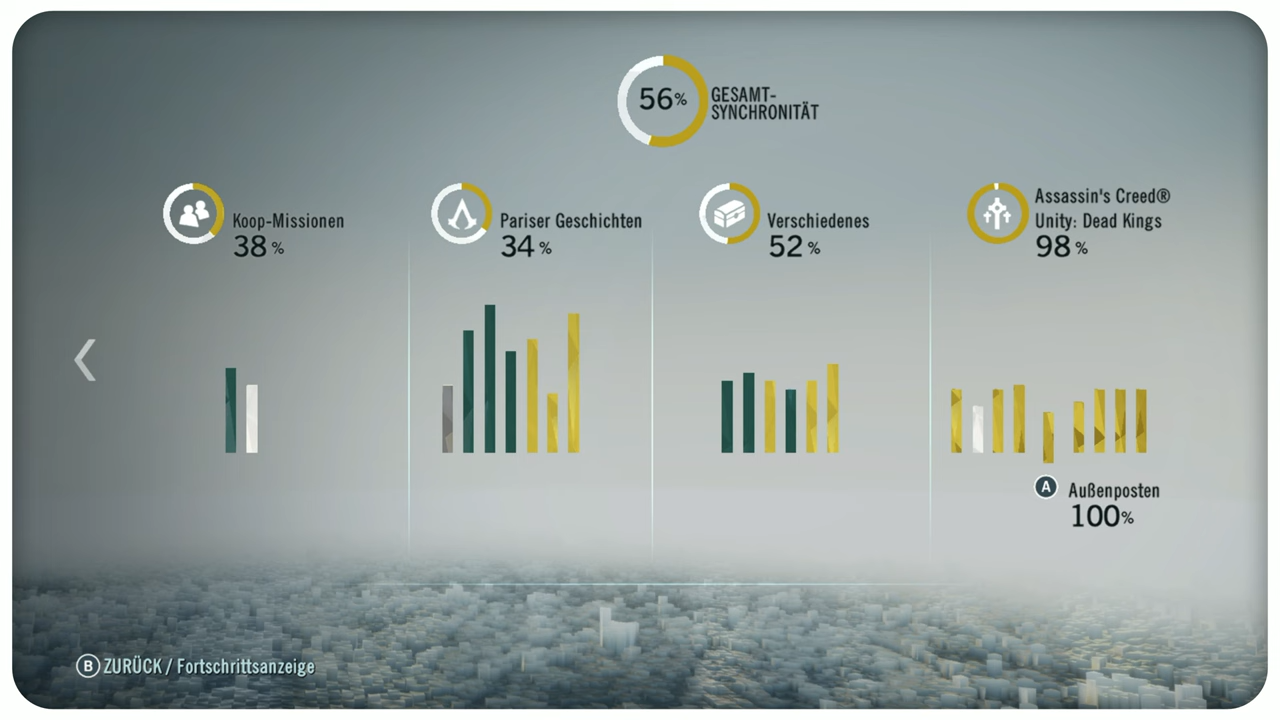 56%
GESAMT-
SYNCHRONITÄT
Koop-Missionen
38 %
Pariser Geschichten
34 %
Verschiedenes
52 %
Assassin's Creed®
Unity: Dead Kings
98 %
A Außenposten
100%
B ZURÜCK / Fortschrittsanzeige